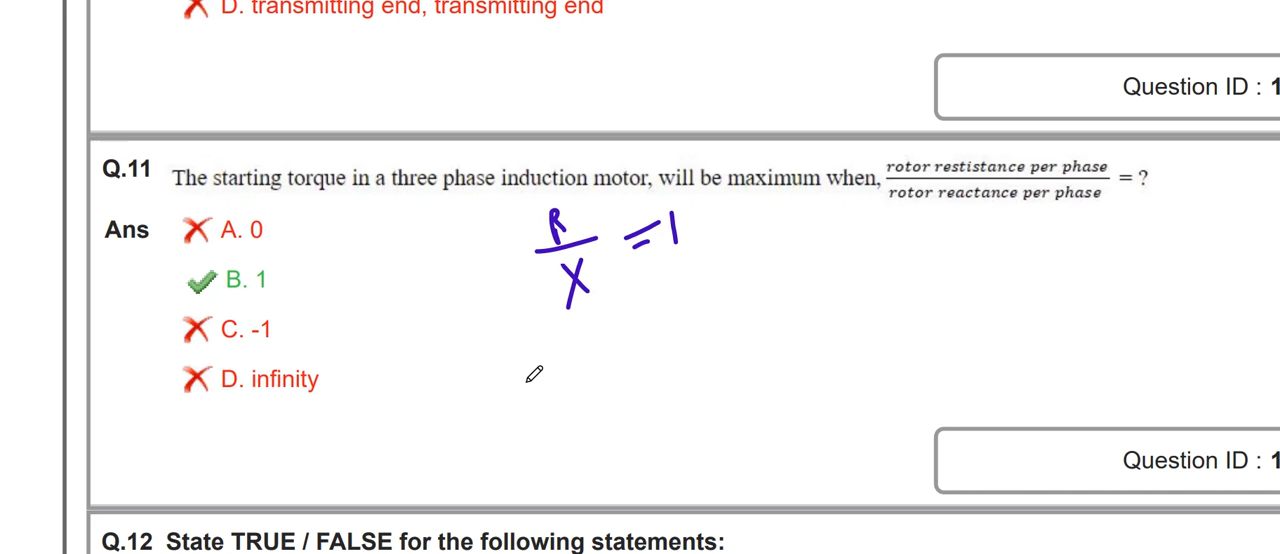 D. transmitting end, transmitting end
Question ID : 1
Q.11 The starting torque in a three phase induction motor, will be maximum when, rotor restistance per phase / rotor reactance per phase = ?
Ans A. 0
B. 1
C. -1
D. infinity
R / X = 1
Question ID : 1
Q.12 State TRUE / FALSE for the following statements: